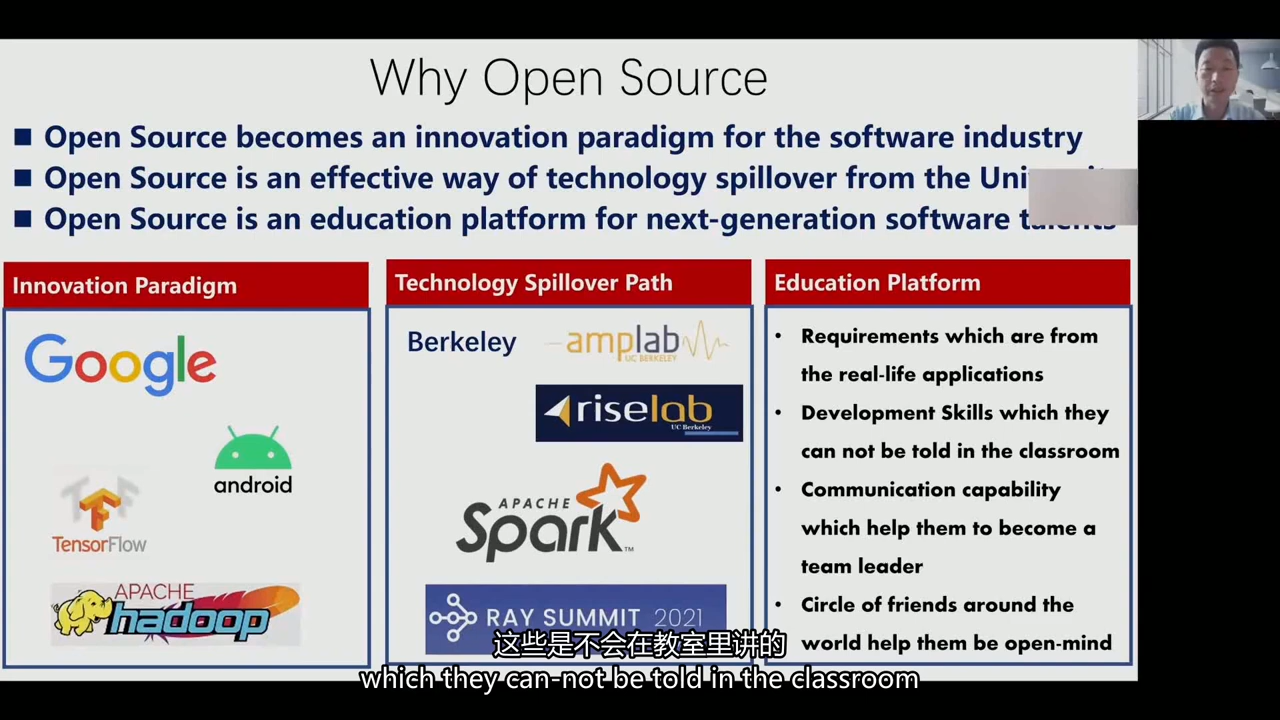 Why Open Source
Open Source becomes an innovation paradigm for the software industry
Open Source is an effective way of technology spillover from the
Open Source is an education platform for next-generation software talents
Innovation Paradigm
Google
android
TensorFlow
APACHE
hadoop
Technology Spillover Path
Berkeley
amplab
UC BERKELEY
riselab
UC Berkeley
APACHE
Spark™
RAY SUMMIT 2021
Education Platform
• Requirements which are from
the real-life applications
• Development Skills which they
can not be told in the classroom
• Communication capability
which help them to become a
team leader
• Circle of friends around the
world help them be open-mind
这些是不会在教室里讲的
which they can-not be told in the classroom